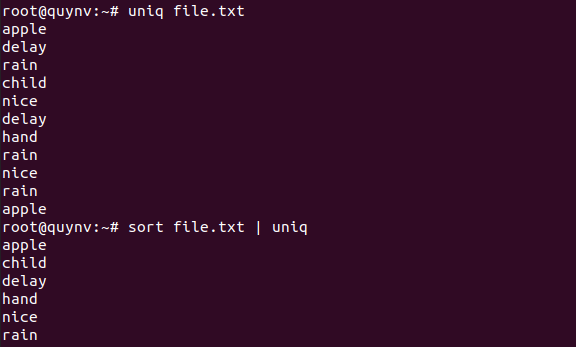 root@quynv:~# uniq file.txt
apple
delay
rain
child
nice
delay
hand
rain
nice
rain
apple
root@quynv:~# sort file.txt | uniq
apple
child
delay
hand
nice
rain